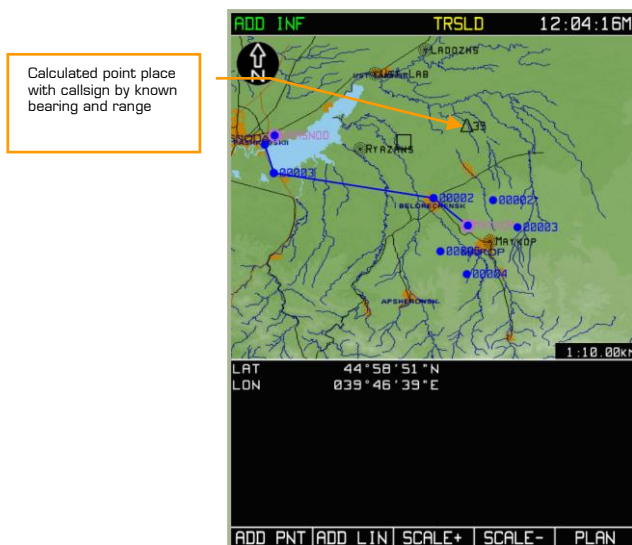 ADD INF TRSLD 12:04:16M
Calculated point place
with callsign by known
bearing and range
N
LADOZHS
LAB
39
RYAZANS
00003
00002
00002
BELORECHENSK
00003
MAYKOP
00004
APSHERONSK
1:10.00KM
LAT 44°58'51"N
LON 039°46'39"E
ADD PNT ADD LIN SCALE+ SCALE- PLAN